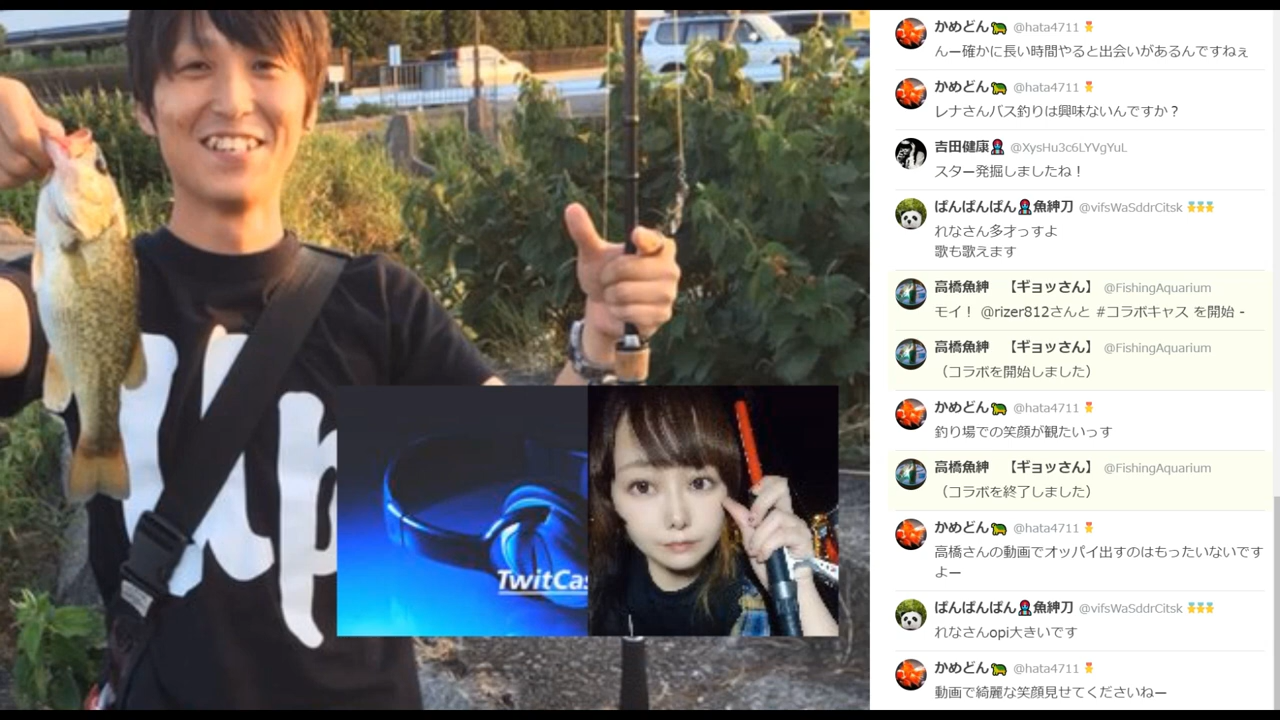 TwitCas
かめどん🐢 @hata4711
んー確かに長い時間やると出会いがあるんですねぇ
かめどん🐢 @hata4711
レナさんバス釣りは興味ないんですか？
吉田健康 @XysHu3c6LYVgYuL
スター発掘しましたね！
ぱんぱんぱん 魚紳刀 @vifsWaSddrCitsk
れなさん多才っすよ
歌も歌えます
高橋魚紳 【ギョッさん】 @FishingAquarium
モイ！ @rizer812さんと #コラボキャス を開始 -
高橋魚紳 【ギョッさん】 @FishingAquarium
（コラボを開始しました）
かめどん🐢 @hata4711
釣り場での笑顔が観たいっす
高橋魚紳 【ギョッさん】 @FishingAquarium
（コラボを終了しました）
かめどん🐢 @hata4711
高橋さんの動画でオッパイ出すのはもったいないです
よー
ぱんぱんぱん 魚紳刀 @vifsWaSddrCitsk
れなさんopi大きいです
かめどん🐢 @hata4711
動画で綺麗な笑顔見せてくださいねー